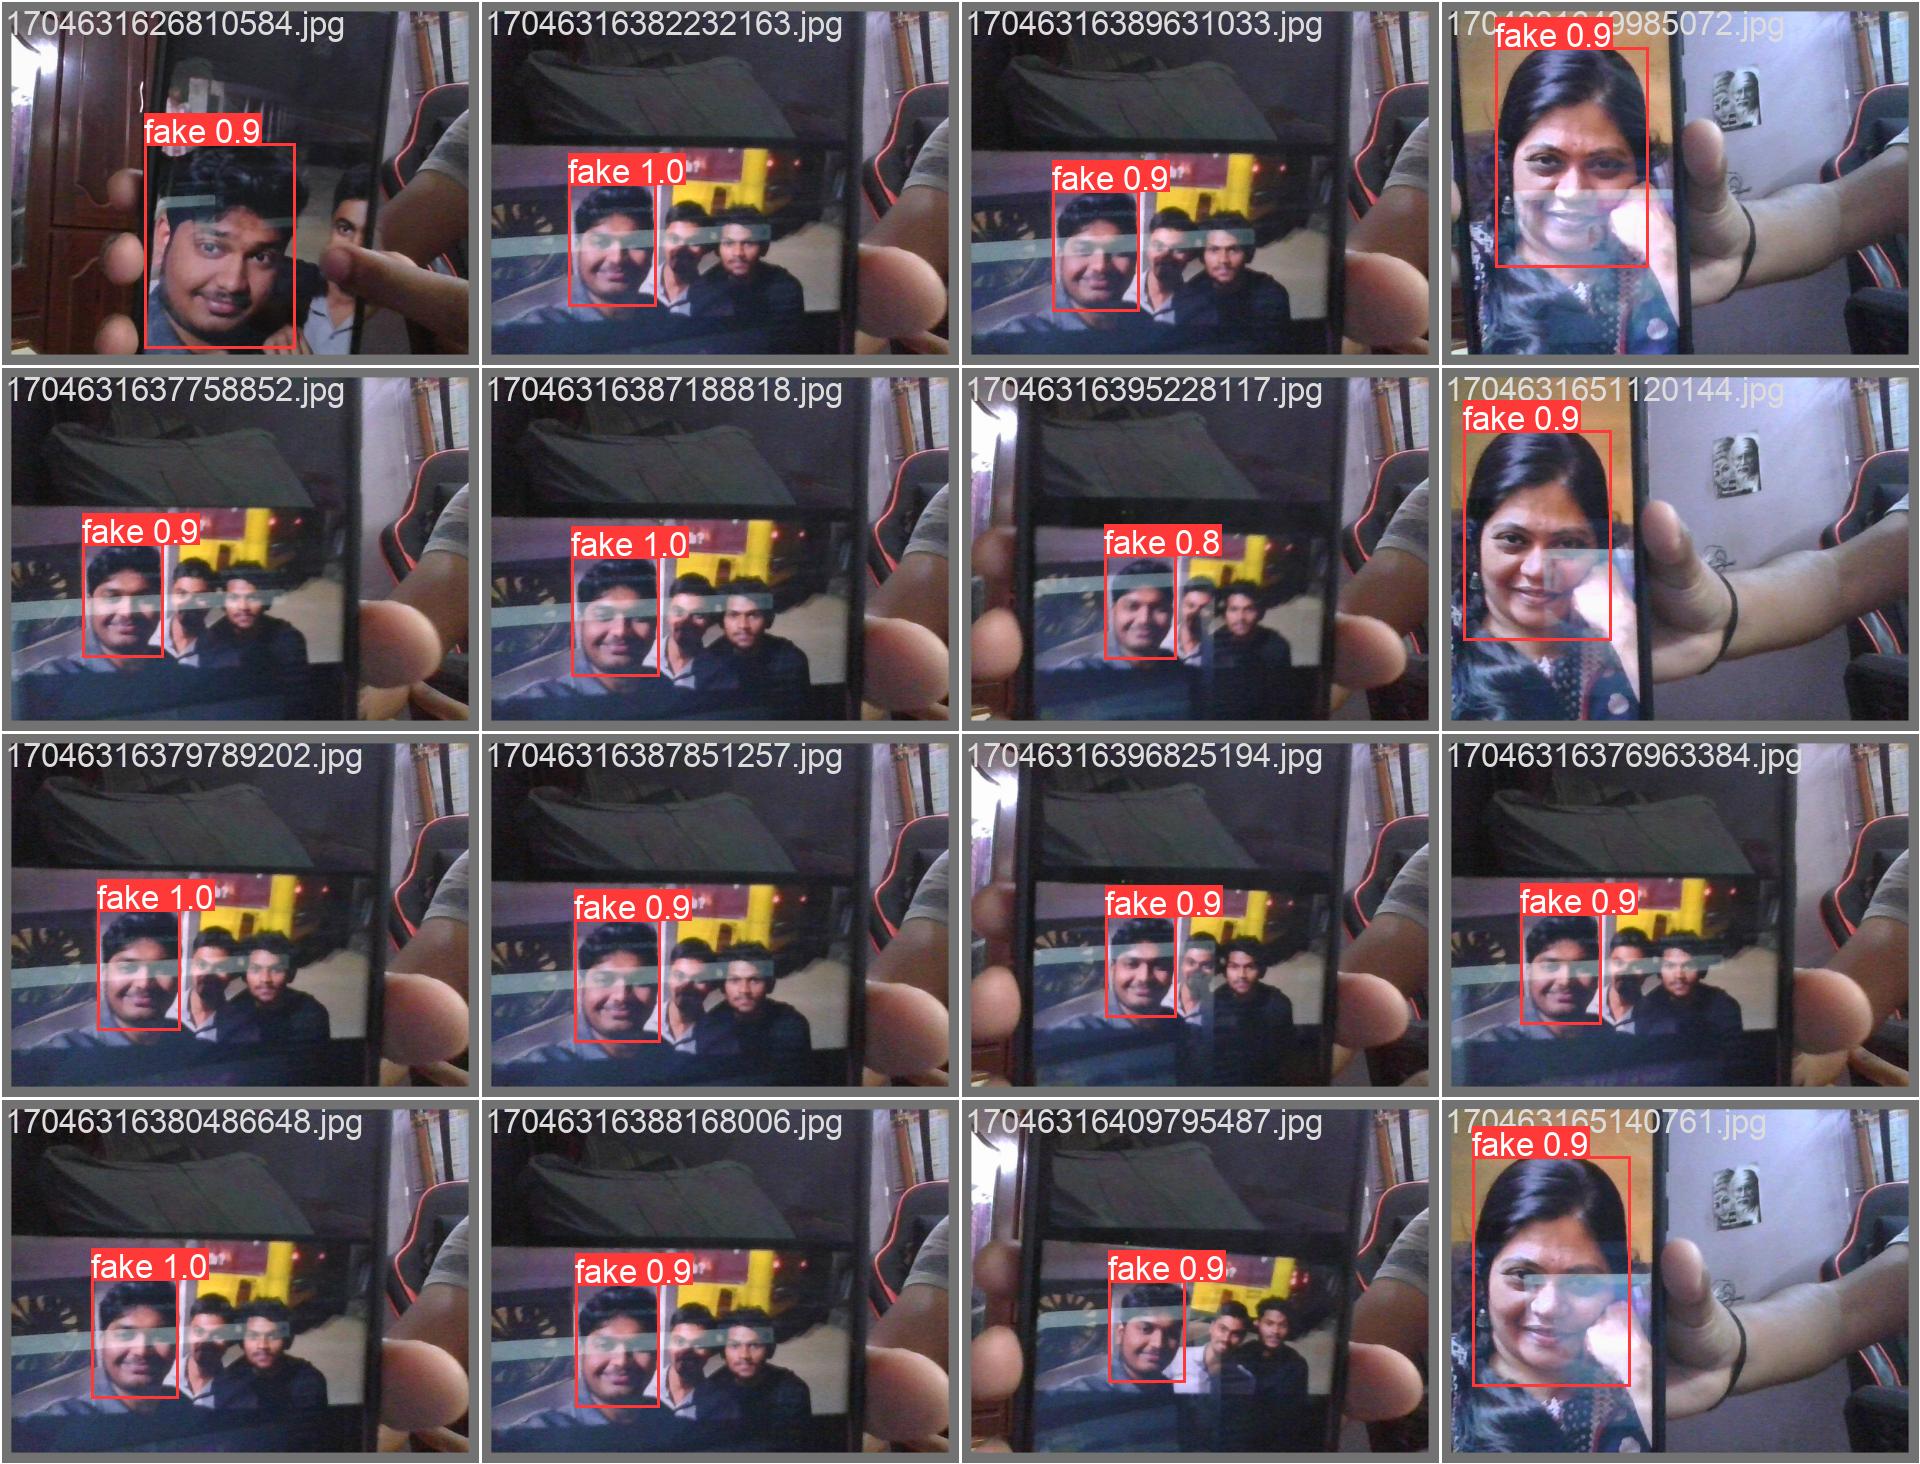 1704631626810584.jpg
fake 0.9
17046316382232163.jpg
fake 1.0
17046316389631033.jpg
fake 0.9
9985072.jpg
fake 0.9
1704631637758852.jpg
fake 0.9
17046316387188818.jpg
fake 1.0
17046316395228117.jpg
fake 0.8
1704631651120144.jpg
fake 0.9
17046316379789202.jpg
fake 1.0
17046316387851257.jpg
fake 0.9
17046316396825194.jpg
fake 0.9
17046316376963384.jpg
fake 0.9
17046316380486648.jpg
fake 1.0
17046316388168006.jpg
fake 0.9
17046316409795487.jpg
fake 0.9
170463165140761.jpg
fake 0.9